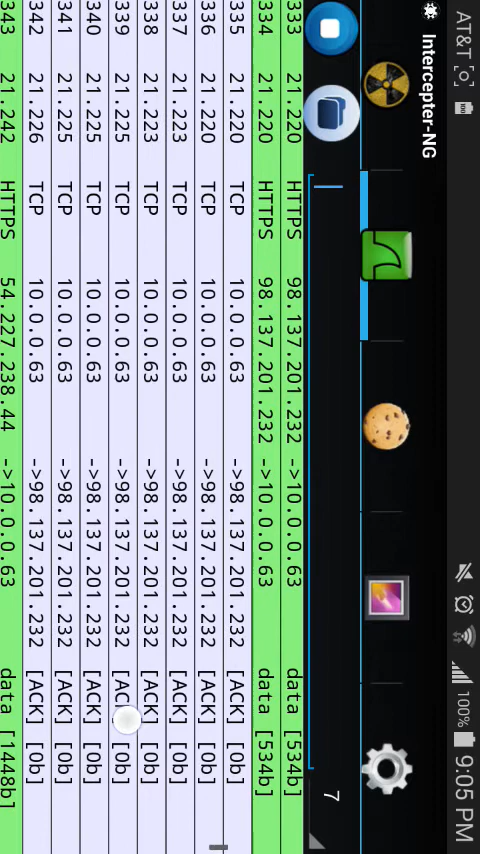 AT&T 100% 9:05 PM
Intercepter-NG
7
333 21.220 HTTPS 98.137.201.232 ->10.0.0.63 data [534b]
334 21.220 HTTPS 98.137.201.232 ->10.0.0.63 data [534b]
335 21.220 TCP 10.0.0.63 ->98.137.201.232 [ACK] [0b]
336 21.220 TCP 10.0.0.63 ->98.137.201.232 [ACK] [0b]
337 21.223 TCP 10.0.0.63 ->98.137.201.232 [ACK] [0b]
338 21.223 TCP 10.0.0.63 ->98.137.201.232 [ACK] [0b]
339 21.225 TCP 10.0.0.63 ->98.137.201.232 [ACK] [0b]
340 21.225 TCP 10.0.0.63 ->98.137.201.232 [ACK] [0b]
341 21.225 TCP 10.0.0.63 ->98.137.201.232 [ACK] [0b]
342 21.226 TCP 10.0.0.63 ->98.137.201.232 [ACK] [0b]
343 21.242 HTTPS 54.227.238.44 ->10.0.0.63 data [1448b]